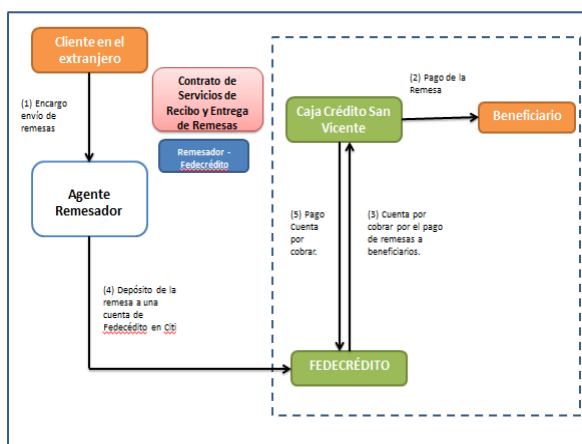 Cliente en el
extranjero
(1) Encargo
envío de
remesas
Contrato de
Servicios de
Recibo y Entrega
de Remesas
Remesador -
Fedecrédito
Agente
Remesador
(4) Depósito de la
remesa a una
cuenta de
Fedecédito en Citi
Caja Crédito San
Vicente
(2) Pago de la
Remesa
Beneficiario
(5) Pago
Cuenta
por
cobrar.
(3) Cuenta por
cobrar por el pago
de remesas a
beneficiarios.
FEDECRÉDITO